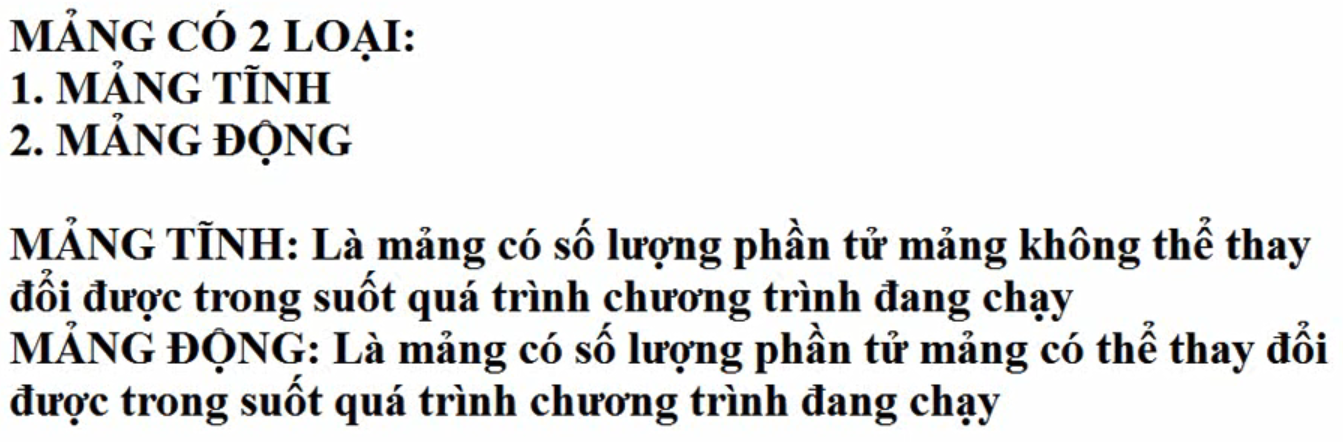 MẢNG CÓ 2 LOẠI:
1. MẢNG TĨNH
2. MẢNG ĐỘNG
MẢNG TĨNH: Là mảng có số lượng phần tử mảng không thể thay
đổi được trong suốt quá trình chương trình đang chạy
MẢNG ĐỘNG: Là mảng có số lượng phần tử mảng có thể thay đổi
được trong suốt quá trình chương trình đang chạy